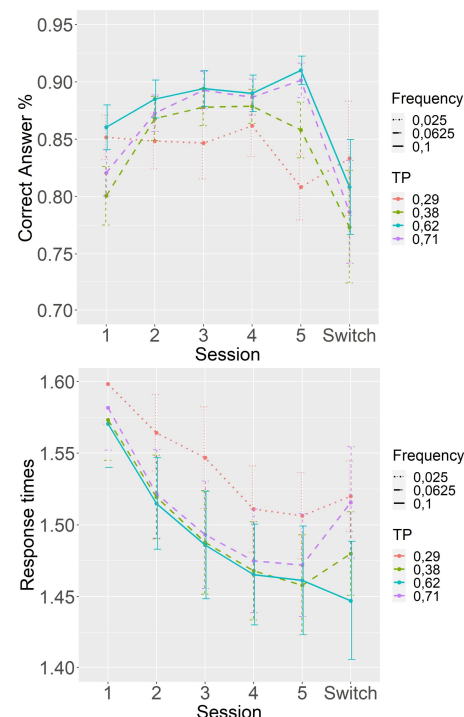 Correct Answer %
0.95
0.90
0.85
0.80
0.75
0.70
1 2 3 4 5 Switch
Session
Frequency
0,025
0,0625
0,1
TP
0,29
0,38
0,62
0,71
Response times
1.60
1.55
1.50
1.45
1.40
1 2 3 4 5 Switch
Session
Frequency
0,025
0,0625
0,1
TP
0,29
0,38
0,62
0,71